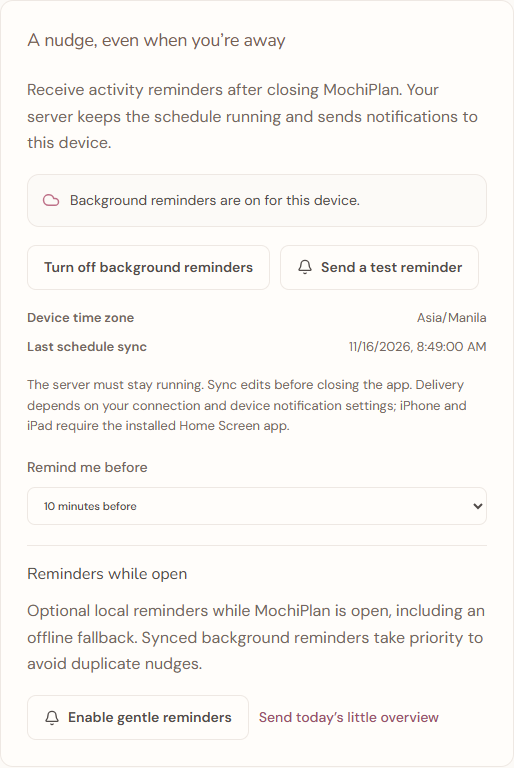 A nudge, even when you’re away
Receive activity reminders after closing MochiPlan. Your
server keeps the schedule running and sends notifications to
this device.
Background reminders are on for this device.
Turn off background reminders
Send a test reminder
Device time zone
Asia/Manila
Last schedule sync
11/16/2026, 8:49:00 AM
The server must stay running. Sync edits before closing the app. Delivery
depends on your connection and device notification settings; iPhone and
iPad require the installed Home Screen app.
Remind me before
10 minutes before
Reminders while open
Optional local reminders while MochiPlan is open, including an
offline fallback. Synced background reminders take priority to
avoid duplicate nudges.
Enable gentle reminders
Send today’s little overview